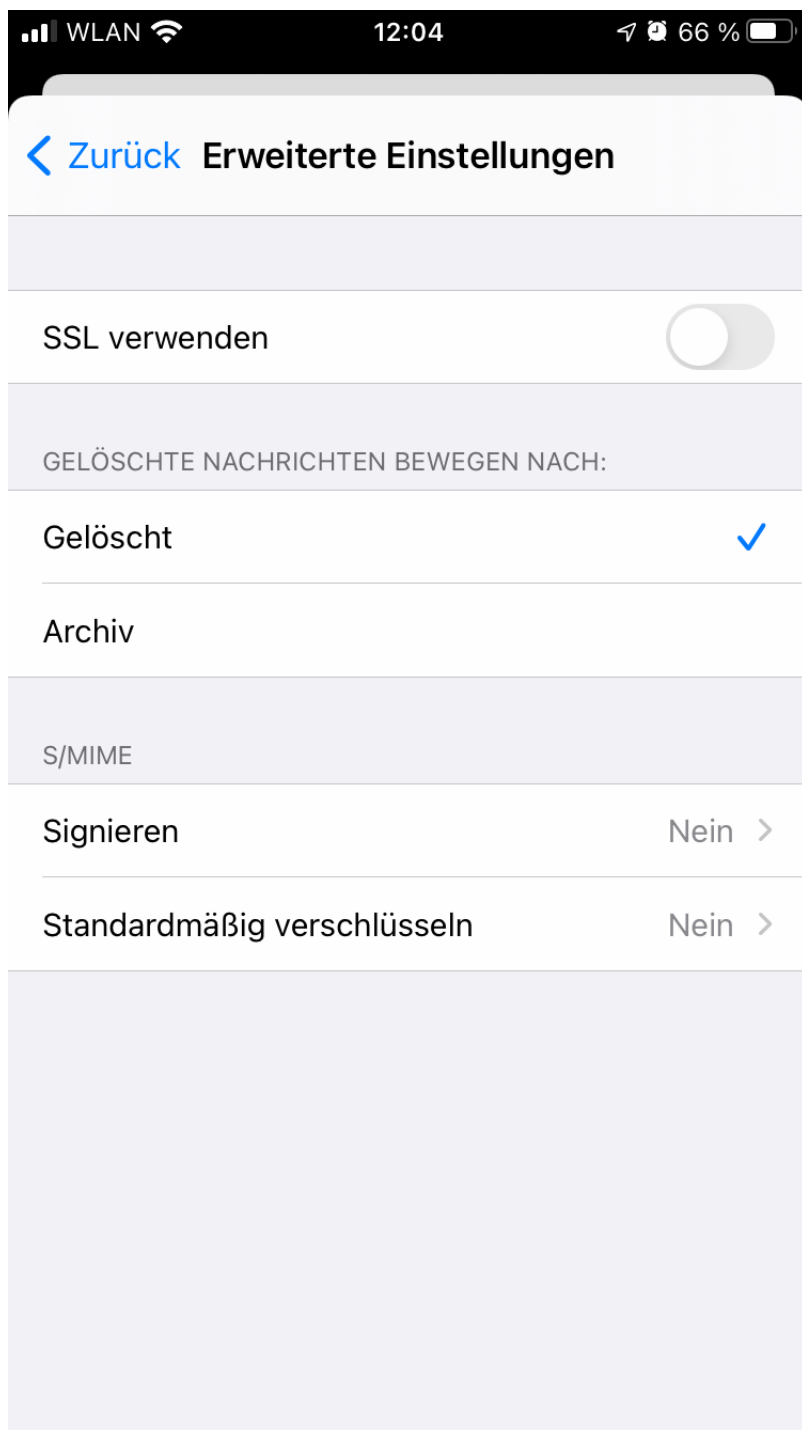 WLAN 12:04 66 %
Zurück Erweiterte Einstellungen
SSL verwenden
GELÖSCHTE NACHRICHTEN BEWEGEN NACH:
Gelöscht
Archiv
S/MIME
Signieren Nein
Standardmäßig verschlüsseln Nein